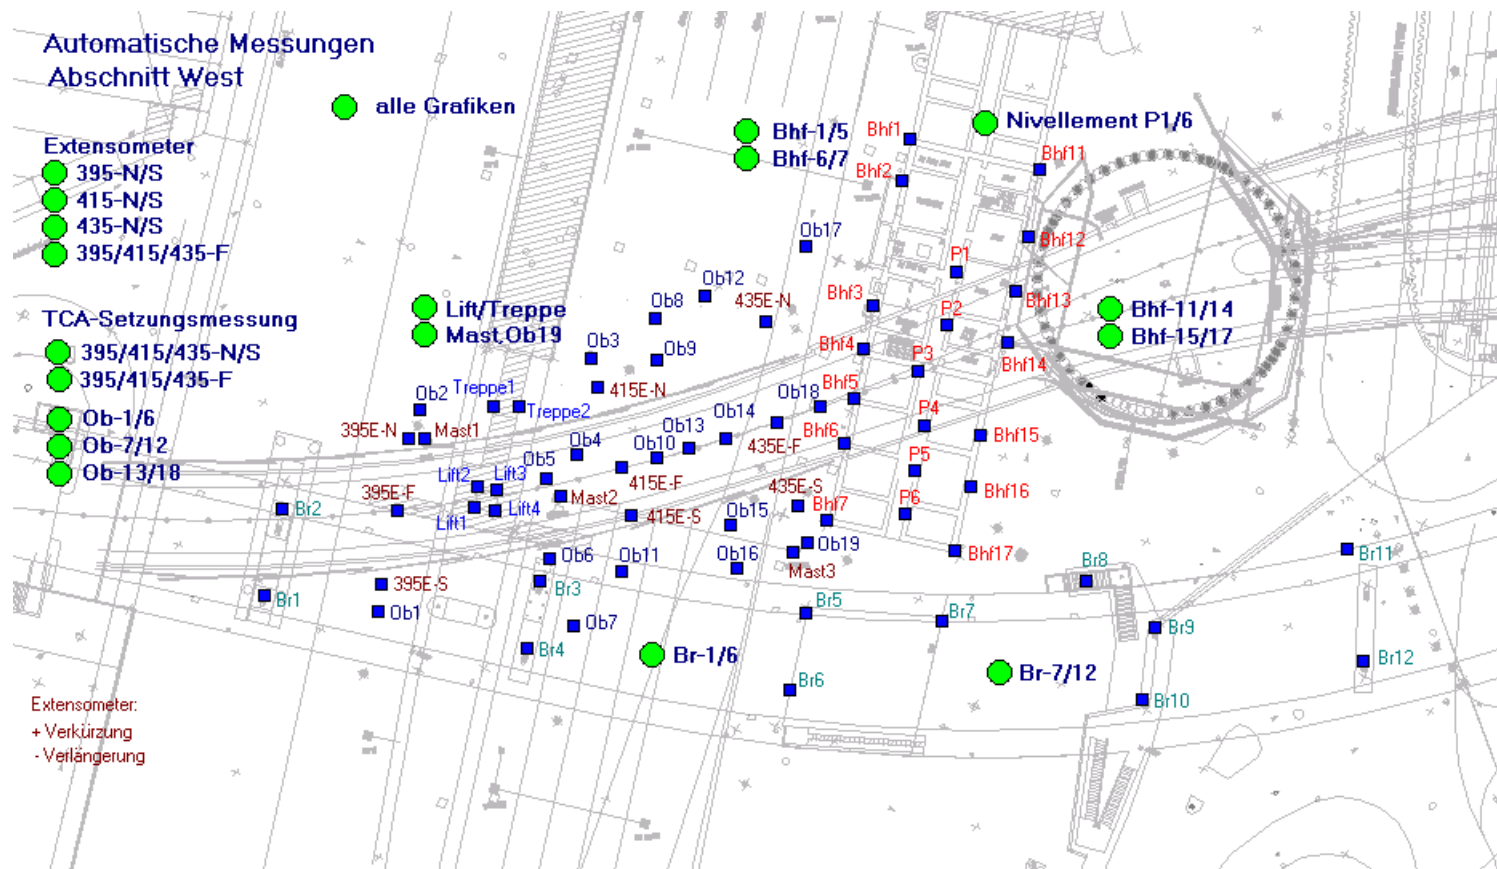 Automatische Messungen
Abschnitt West
alle Grafiken
Extensometer
395-N/S
415-N/S
435-N/S
395/415/435-F
TCA-Setzungsmessung
395/415/435-N/S
395/415/435-F
Ob-1/6
Ob-7/12
Ob-13/18
Lift/Treppe
Mast,Ob19
Bhf-1/5
Bhf-6/7
Nivellement P1/6
Bhf-11/14
Bhf-15/17
Br-1/6
Br-7/12
Bhf1
Bhf11
Bhf2
Ob17
Bhf12
P1
Ob12
435E-N
Bhf3
Bhf13
Ob8
P2
Ob3
Ob9
Bhf4
P3
Bhf14
Treppe1
415E-N
Bhf5
Ob2
Treppe2
Ob18
Ob14
P4
395E-N
Mast1
Ob13
Bhf6
Bhf15
Ob4
Ob10
435E-F
Ob5
P5
Lift2
Lift3
415E-F
435E-S
Bhf16
395E-F
Mast2
P6
Br2
Lift1
Lift4
415E-S
Ob15
Bhf7
Ob19
Bhf17
Br11
Ob6
Ob11
Ob16
Mast3
Br8
395E-S
Br3
Br1
Ob1
Ob7
Br5
Br7
Br9
Br4
Br12
Br6
Br10
Extensometer:
+ Verkürzung
- Verlängerung